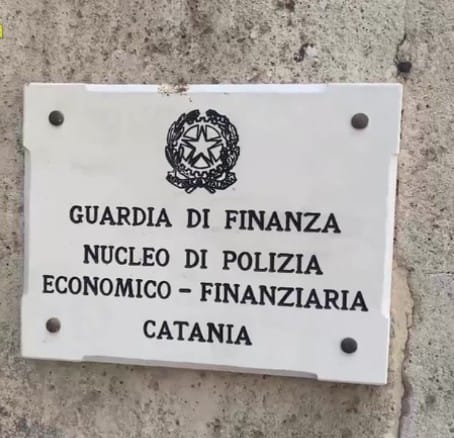 GUARDIA DI FINANZA
NUCLEO DI POLIZIA
ECONOMICO - FINANZIARIA
CATANIA